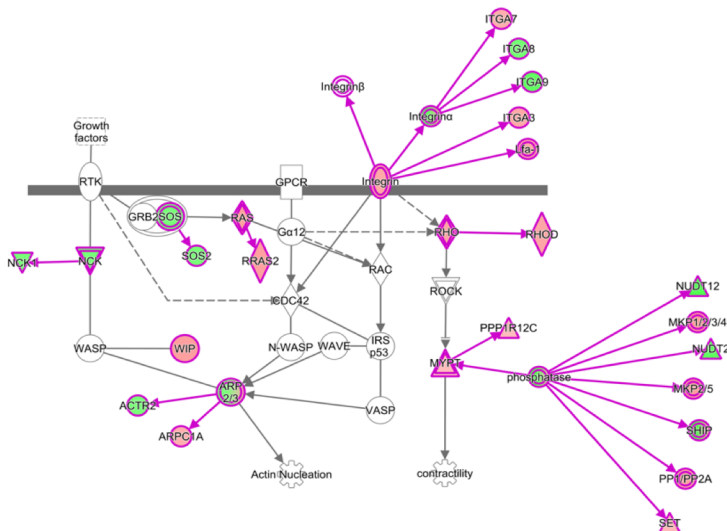 ITGA7
ITGA8
Integrinβ
ITGA9
Integrinα
ITGA3
Lfa-1
Growth
factors
RTK
GPCR
Integrin
GRB2
SOS
RAS
Gα12
RHO
RHOD
NCK1
NCK
SOS2
RRAS2
RAC
ROCK
NUDT12
CDC42
MKP1/2/3/4
PPP1R12C
WASP
WIP
N-WASP
WAVE
IRS
p53
NUDT2
MYPT
phosphatase
MKP2/5
ARP
2/3
ACTR2
VASP
SHIP
ARPC1A
Actin Nucleation
contractility
PP1/PP2A
SET